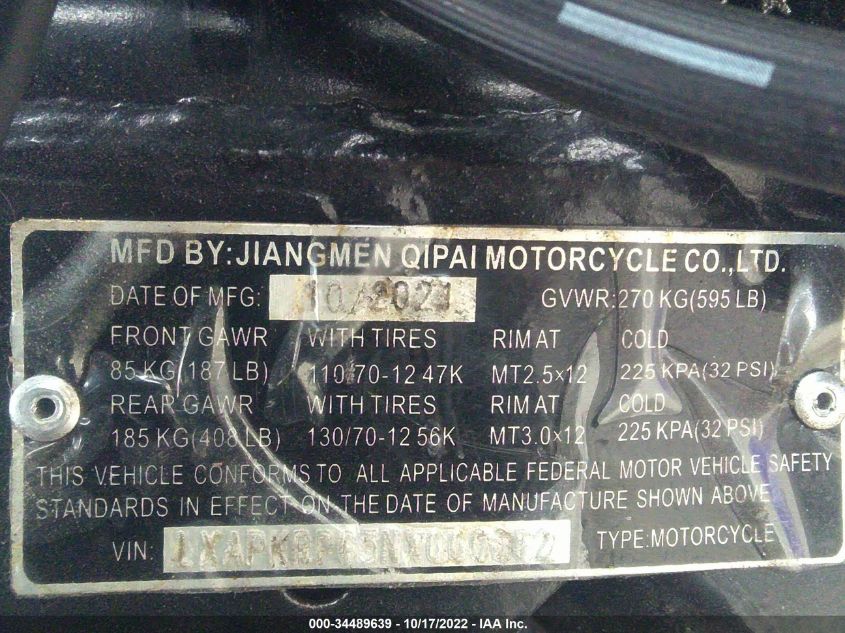 MFD BY:JIANGMEN QIPAI MOTORCYCLE CO.,LTD.
DATE OF MFG: 10/2021 GVWR:270 KG(595 LB)
FRONT GAWR WITH TIRES RIM AT COLD
85 KG(187 LB) 110/70-12 47K MT2.5×12 225 KPA(32 PSI)
REAR GAWR WITH TIRES RIM AT COLD
185 KG(408 LB) 130/70-12 56K MT3.0×12 225 KPA(32 PSI)
THIS VEHICLE CONFORMS TO ALL APPLICABLE FEDERAL MOTOR VEHICLE SAFETY
STANDARDS IN EFFECT ON THE DATE OF MANUFACTURE SHOWN ABOVE
VIN: TYPE:MOTORCYCLE
000-34489639 - 10/17/2022 - IAA Inc.